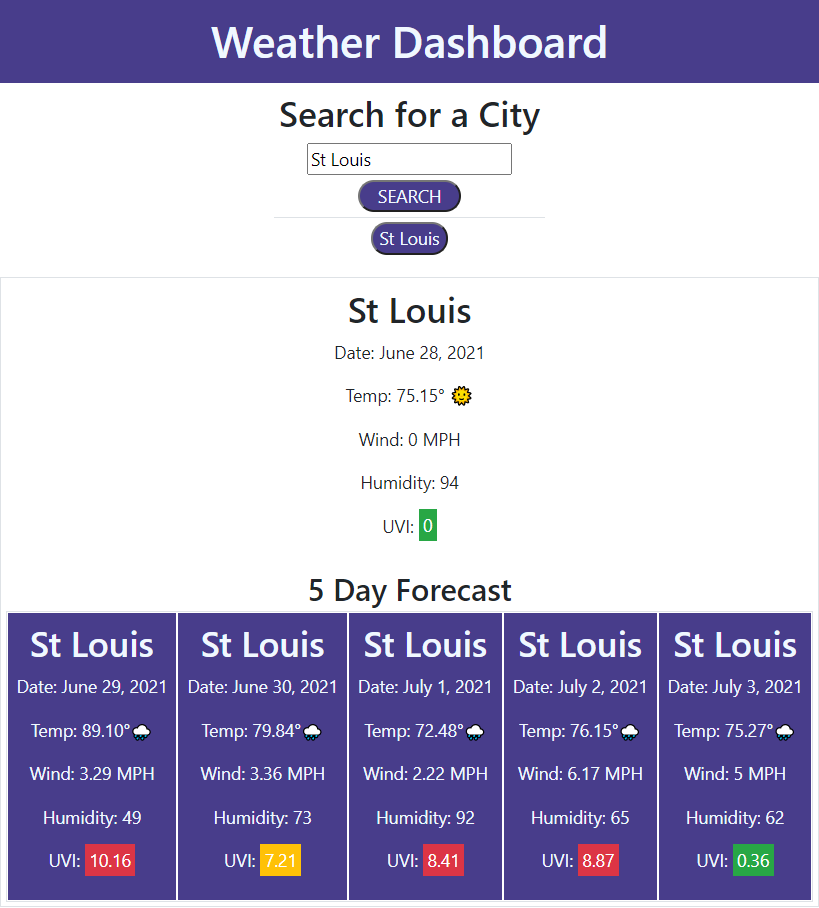 Weather Dashboard
Search for a City
St Louis
SEARCH
St Louis
St Louis
Date: June 28, 2021
Temp: 75.15°
Wind: 0 MPH
Humidity: 94
UVI: 0
5 Day Forecast
St Louis
Date: June 29, 2021
Temp: 89.10°
Wind: 3.29 MPH
Humidity: 49
UVI: 10.16
St Louis
Date: June 30, 2021
Temp: 79.84°
Wind: 3.36 MPH
Humidity: 73
UVI: 7.21
St Louis
Date: July 1, 2021
Temp: 72.48°
Wind: 2.22 MPH
Humidity: 92
UVI: 8.41
St Louis
Date: July 2, 2021
Temp: 76.15°
Wind: 6.17 MPH
Humidity: 65
UVI: 8.87
St Louis
Date: July 3, 2021
Temp: 75.27°
Wind: 5 MPH
Humidity: 62
UVI: 0.36